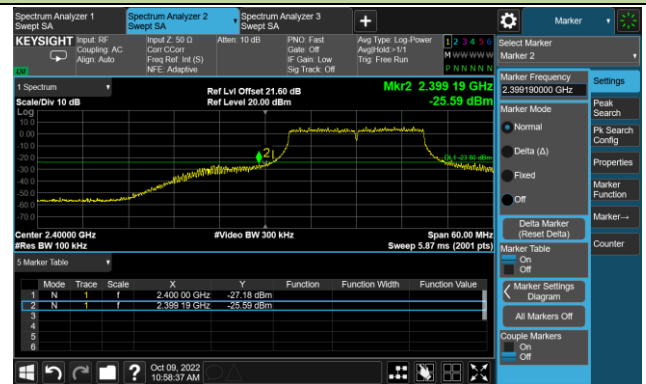 Spectrum Analyzer 1
Swept SA
Spectrum Analyzer 2
Swept SA
Spectrum Analyzer 3
Swept SA
+
Marker
KEYSIGHT
Input: RF
Coupling: AC
Align: Auto
Input Z: 50 Ω
Corr CCorr
Freq Ref: Int (S)
NFE: Adaptive
Atten: 10 dB
PNO: Fast
Gate: Off
IF Gain: Low
Sig Track: Off
Avg Type: Log-Power
Avg|Hold:>1/1
Trig: Free Run
1 2 3 4 5 6
M W W W W W
P N N N N N
Select Marker
Marker 2
1 Spectrum
Scale/Div 10 dB
Ref Lvl Offset 21.60 dB
Ref Level 20.00 dBm
Mkr2 2.399 19 GHz
-25.59 dBm
Log
10.0
0.00
-10.0
-20.0
-30.0
-40.0
-50.0
-60.0
-70.0
2
1
DL1 -23.60 dBm
Center 2.40000 GHz
#Res BW 100 kHz
#Video BW 300 kHz
Span 60.00 MHz
Sweep 5.87 ms (2001 pts)
5 Marker Table
Mode Trace Scale X Y Function Function Width Function Value
1 N 1 f 2.400 00 GHz -27.18 dBm
2 N 1 f 2.399 19 GHz -25.59 dBm
3
4
5
6
Marker Frequency
2.399190000 GHz
Marker Mode
Normal
Delta (Δ)
Fixed
Off
Delta Marker
(Reset Delta)
Marker Table
On
Off
Marker Settings
Diagram
All Markers Off
Couple Markers
On
Off
Settings
Peak
Search
Pk Search
Config
Properties
Marker
Function
Marker→
Counter
?
Oct 09, 2022
10:58:37 AM